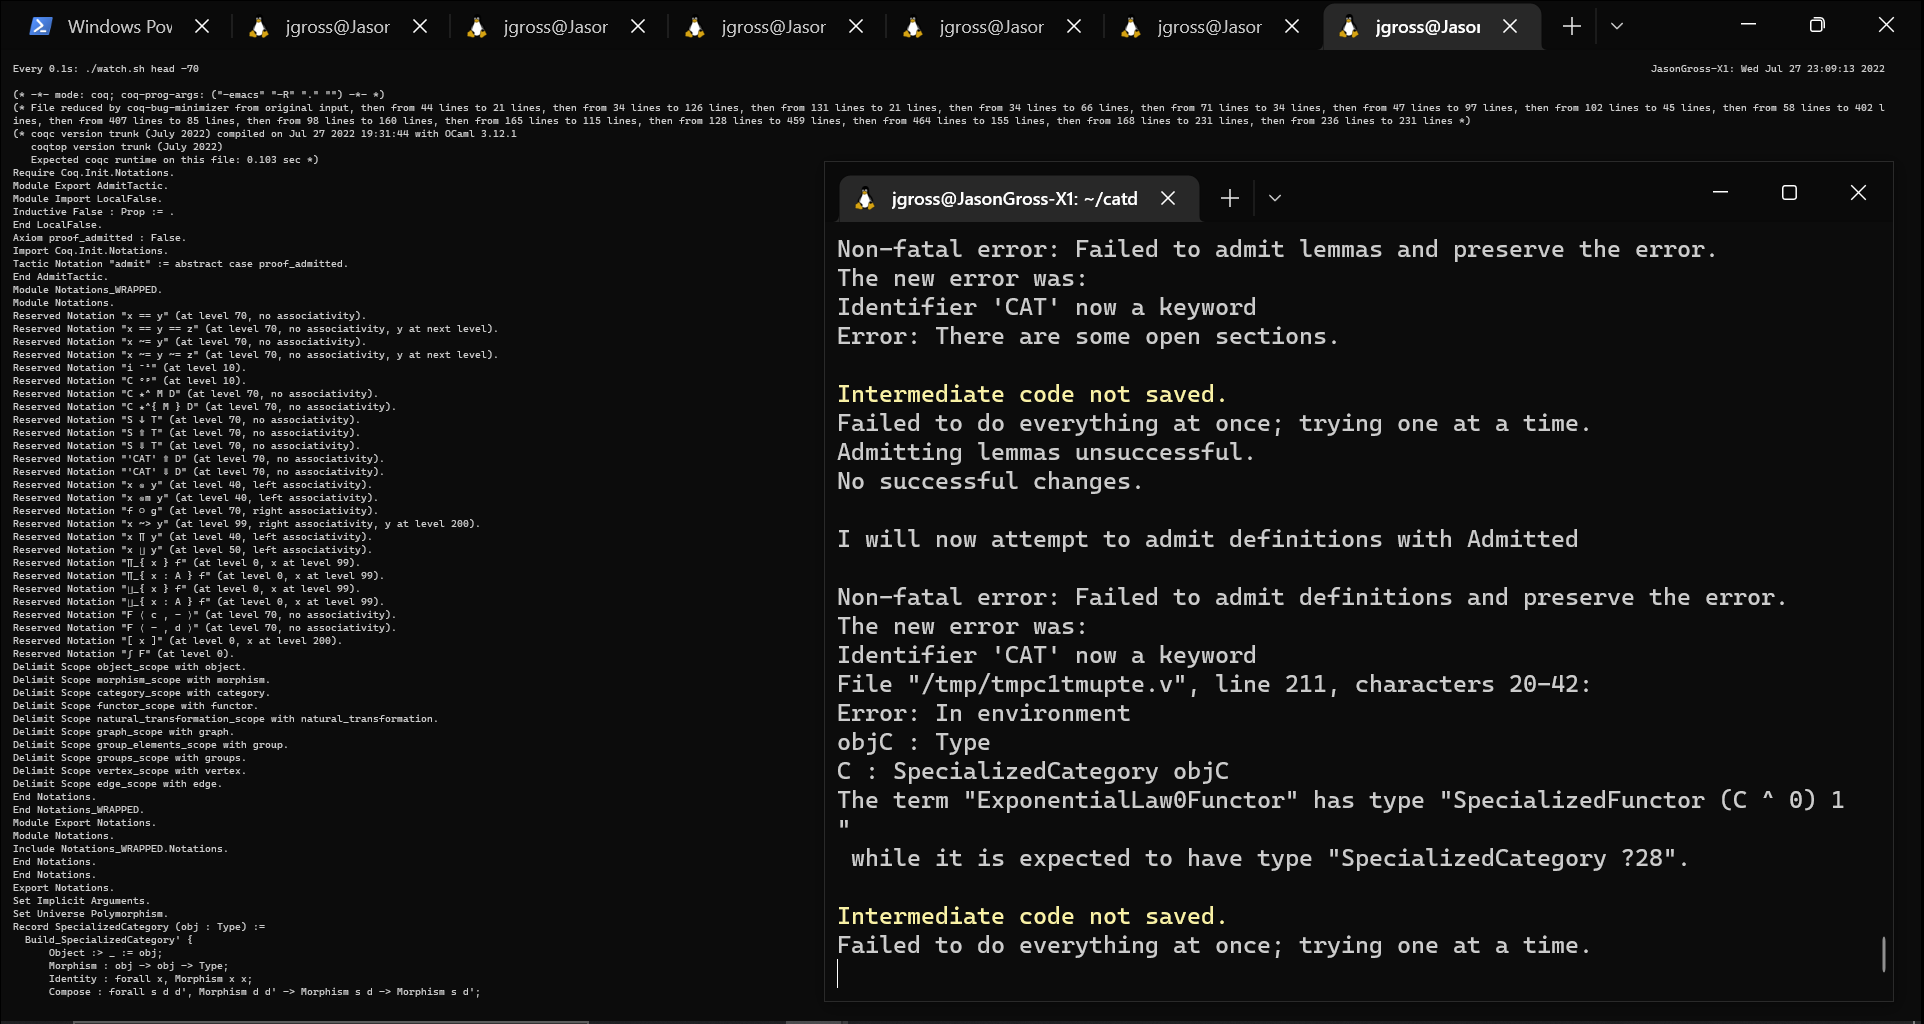 Windows Pov
jgross@Jasor
jgross@Jasor
jgross@Jasor
jgross@Jasor
jgross@Jasor
jgross@Jasor
Every 0.1s: ./watch.sh head -70
JasonGross-X1: Wed Jul 27 23:09:13 2022
(* -*- mode: coq; coq-prog-args: ("-emacs" "-R" "." "") -*- *)
(* File reduced by coq-bug-minimizer from original input, then from 44 lines to 21 lines, then from 34 lines to 126 lines, then from 131 lines to 21 lines, then from 34 lines to 66 lines, then from 71 lines to 34 lines, then from 47 lines to 97 lines, then from 102 lines to 45 lines, then from 58 lines to 402 l
ines, then from 407 lines to 85 lines, then from 98 lines to 160 lines, then from 165 lines to 115 lines, then from 128 lines to 459 lines, then from 464 lines to 155 lines, then from 168 lines to 231 lines, then from 236 lines to 231 lines *)
(* coqc version trunk (July 2022) compiled on Jul 27 2022 19:31:44 with OCaml 3.12.1
coqtop version trunk (July 2022)
Expected coqc runtime on this file: 0.103 sec *)
Require Coq.Init.Notations.
Module Export AdmitTactic.
Module Import LocalFalse.
Inductive False : Prop := .
End LocalFalse.
Axiom proof_admitted : False.
Import Coq.Init.Notations.
Tactic Notation "admit" := abstract case proof_admitted.
End AdmitTactic.
Module Notations_WRAPPED.
Module Notations.
Reserved Notation "x == y" (at level 70, no associativity).
Reserved Notation "x == y == z" (at level 70, no associativity, y at next level).
Reserved Notation "x ~= y" (at level 70, no associativity).
Reserved Notation "x ~= y ~= z" (at level 70, no associativity, y at next level).
Reserved Notation "i ⁻¹" (at level 10).
Reserved Notation "C ᵒᵖ" (at level 10).
Reserved Notation "C ★^ M D" (at level 70, no associativity).
Reserved Notation "C ★^{ M } D" (at level 70, no associativity).
Reserved Notation "S ↓ T" (at level 70, no associativity).
Reserved Notation "S ⇑ T" (at level 70, no associativity).
Reserved Notation "S ⇓ T" (at level 70, no associativity).
Reserved Notation "'CAT' ⇑ D" (at level 70, no associativity).
Reserved Notation "'CAT' ⇓ D" (at level 70, no associativity).
Reserved Notation "x ⊗ y" (at level 40, left associativity).
Reserved Notation "x ⊗m y" (at level 40, left associativity).
Reserved Notation "f ○ g" (at level 70, right associativity).
Reserved Notation "x ~> y" (at level 99, right associativity, y at level 200).
Reserved Notation "x ∏ y" (at level 40, left associativity).
Reserved Notation "x ∐ y" (at level 50, left associativity).
Reserved Notation "∏_{ x } f" (at level 0, x at level 99).
Reserved Notation "∏_{ x : A } f" (at level 0, x at level 99).
Reserved Notation "∐_{ x } f" (at level 0, x at level 99).
Reserved Notation "∐_{ x : A } f" (at level 0, x at level 99).
Reserved Notation "F ⟨ c , - ⟩" (at level 70, no associativity).
Reserved Notation "F ⟨ - , d ⟩" (at level 70, no associativity).
Reserved Notation "[ x ]" (at level 0, x at level 200).
Reserved Notation "∫ F" (at level 0).
Delimit Scope object_scope with object.
Delimit Scope morphism_scope with morphism.
Delimit Scope category_scope with category.
Delimit Scope functor_scope with functor.
Delimit Scope natural_transformation_scope with natural_transformation.
Delimit Scope graph_scope with graph.
Delimit Scope group_elements_scope with group.
Delimit Scope groups_scope with groups.
Delimit Scope vertex_scope with vertex.
Delimit Scope edge_scope with edge.
End Notations.
End Notations_WRAPPED.
Module Export Notations.
Module Notations.
Include Notations_WRAPPED.Notations.
End Notations.
End Notations.
Export Notations.
Set Implicit Arguments.
Set Universe Polymorphism.
Record SpecializedCategory (obj : Type) :=
Build_SpecializedCategory' {
Object :> _ := obj;
Morphism : obj -> obj -> Type;
Identity : forall x, Morphism x x;
Compose : forall s d d', Morphism d d' -> Morphism s d -> Morphism s d';
jgross@JasonGross-X1: ~/catd
Non-fatal error: Failed to admit lemmas and preserve the error.
The new error was:
Identifier 'CAT' now a keyword
Error: There are some open sections.
Intermediate code not saved.
Failed to do everything at once; trying one at a time.
Admitting lemmas unsuccessful.
No successful changes.
I will now attempt to admit definitions with Admitted
Non-fatal error: Failed to admit definitions and preserve the error.
The new error was:
Identifier 'CAT' now a keyword
File "/tmp/tmpc1tmupte.v", line 211, characters 20-42:
Error: In environment
objC : Type
C : SpecializedCategory objC
The term "ExponentialLaw0Functor" has type "SpecializedFunctor (C ^ 0) 1
"
while it is expected to have type "SpecializedCategory ?28".
Intermediate code not saved.
Failed to do everything at once; trying one at a time.